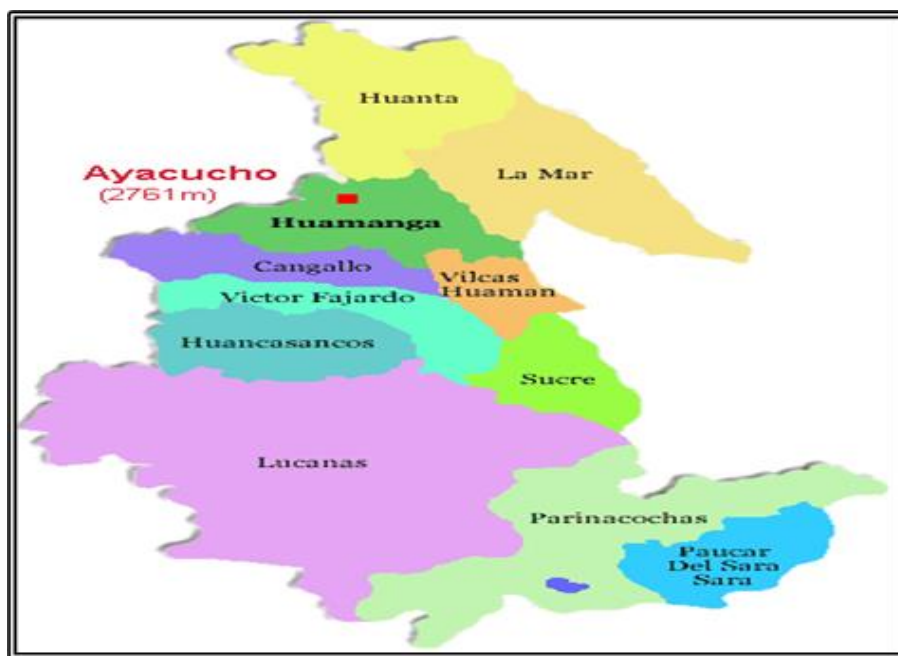 Huanta
La Mar
Ayacucho
(2761m)
Huamanga
Cangallo
Vilcas
Huaman
Victor Fajardo
Huancasancos
Sucre
Lucanas
Parinacochas
Paucar
Del Sara
Sara